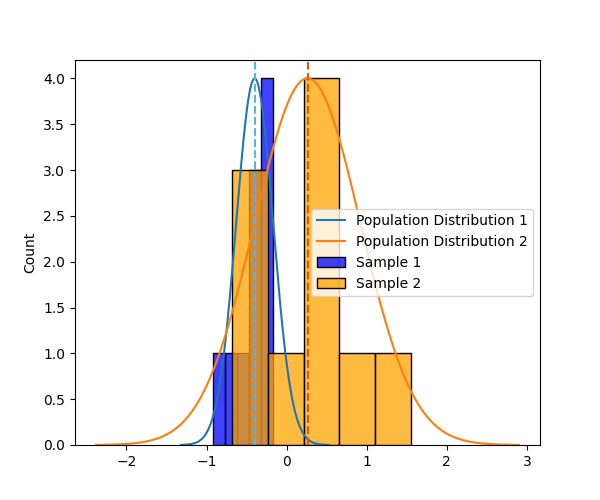 4.0
3.5
3.0
2.5
2.0
1.5
1.0
0.5
0.0
Count
Population Distribution 1
Population Distribution 2
Sample 1
Sample 2
−2 −1 0 1 2 3